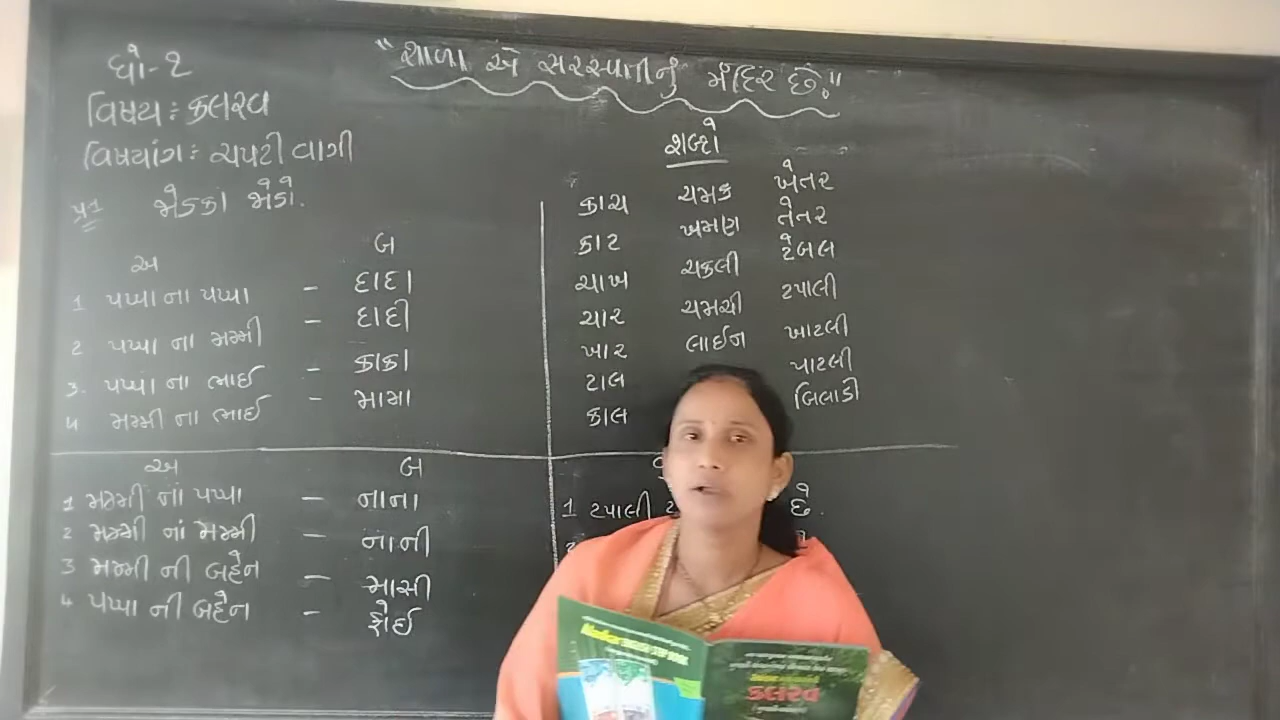 "શાળા એ સરસ્વતીનું મંદિર છે."
ધો-૨
વિષય : કલરવ
વિષયાંગ : ચપટી વાગી
પ્ર1 જોડકાં જોડો.
અ બ
1 પપ્પા ના પપ્પા - દાદા
2 પપ્પા ના મમ્મી - દાદી
3. પપ્પા ના ભાઈ - કાકા
4 મમ્મી ના ભાઈ - મામા
અ બ
1 મમ્મી નાં પપ્પા - નાના
2 મમ્મી નાં મમ્મી - નાની
3 મમ્મી ની બહેન - માસી
4 પપ્પા ની બહેન - ફોઈ
શબ્દો
કાચ ચમક ખેતર
કાટ ખમણ તેતર
ચાખ ચકલી ટેબલ
ચાર ચમચી ટપાલી
ખાર લાઈન ખાટલી
ટાલ પાટલી
કાલ બિલાડી
1 ટપાલી છે.
2
કલરવ